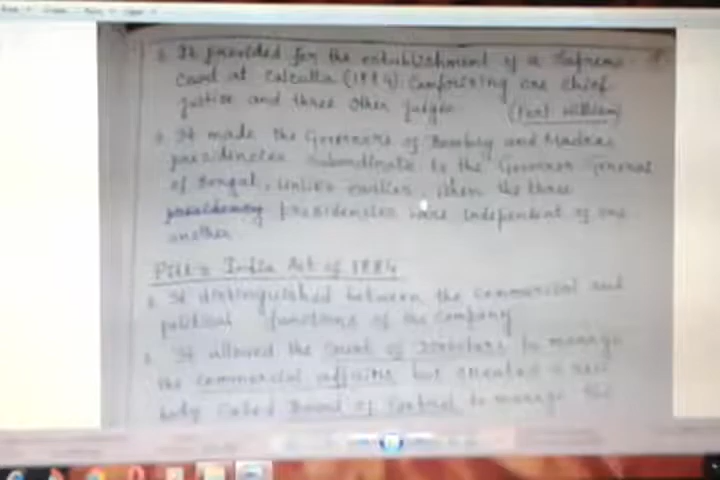 It provided for the establishment of a Supreme
Court at Calcutta (1884) comprising one chief
justice and three other judges. (Fort William)
It made the Governors of Bombay and Madras
presidencies subordinate to the Governor General
of Bengal, unlike earlier, when the three
presidency presidencies were independent of one
another.
Pitt's India Act of 1884
It distinguished between the commercial and
political functions of the Company
It allowed the Court of Directors to manage
the commercial affairs but created a new
body called Board of Control to manage the